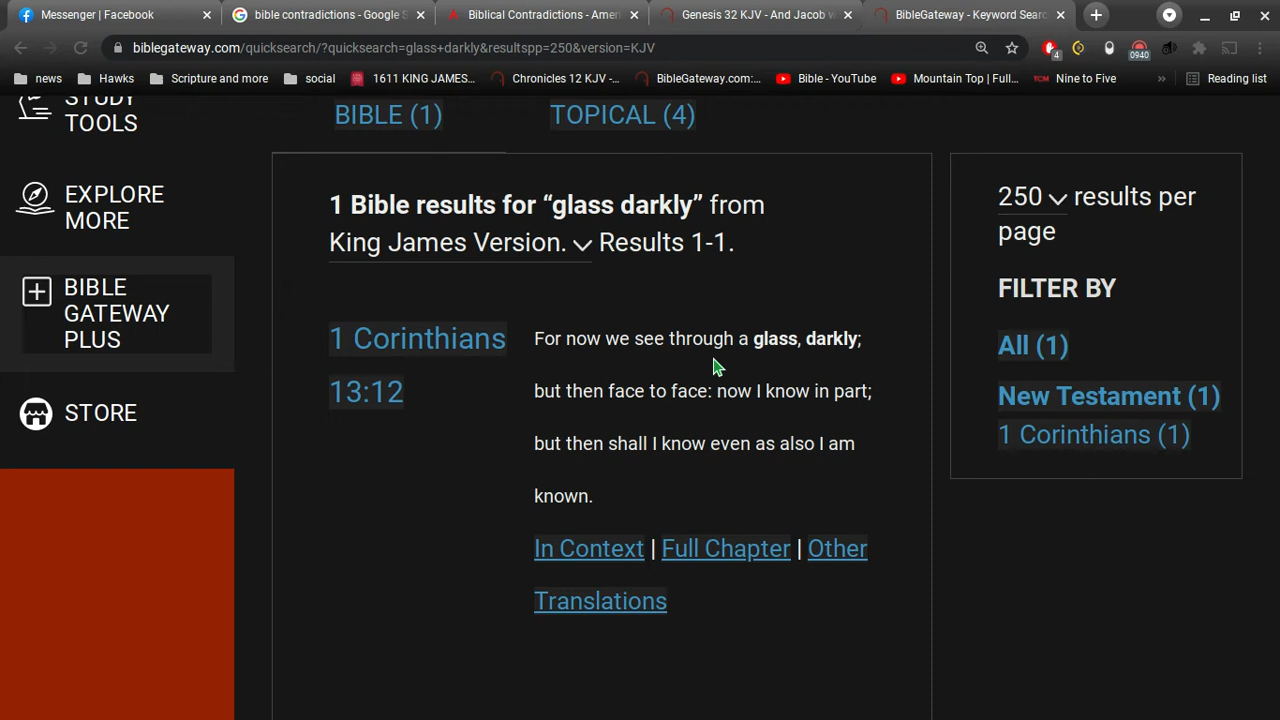 Messenger | Facebook
bible contradictions - Google S
Biblical Contradictions - Amer
Genesis 32 KJV - And Jacob w
BibleGateway - Keyword Searc
biblegateway.com/quicksearch/?quicksearch=glass+darkly&resultspp=250&version=KJV
4
0940
news
Hawks
Scripture and more
social
1611 KING JAMES...
Chronicles 12 KJV -...
BibleGateway.com:...
Bible - YouTube
Mountain Top | Full...
TCM
Nine to Five
»
Reading list
STUDY
TOOLS
BIBLE (1)
TOPICAL (4)
EXPLORE
MORE
BIBLE
GATEWAY
PLUS
STORE
1 Bible results for “glass darkly” from
King James Version. Results 1-1.
1 Corinthians
13:12
For now we see through a glass, darkly;
but then face to face: now I know in part;
but then shall I know even as also I am
known.
In Context | Full Chapter | Other
Translations
250 results per
page
FILTER BY
All (1)
New Testament (1)
1 Corinthians (1)